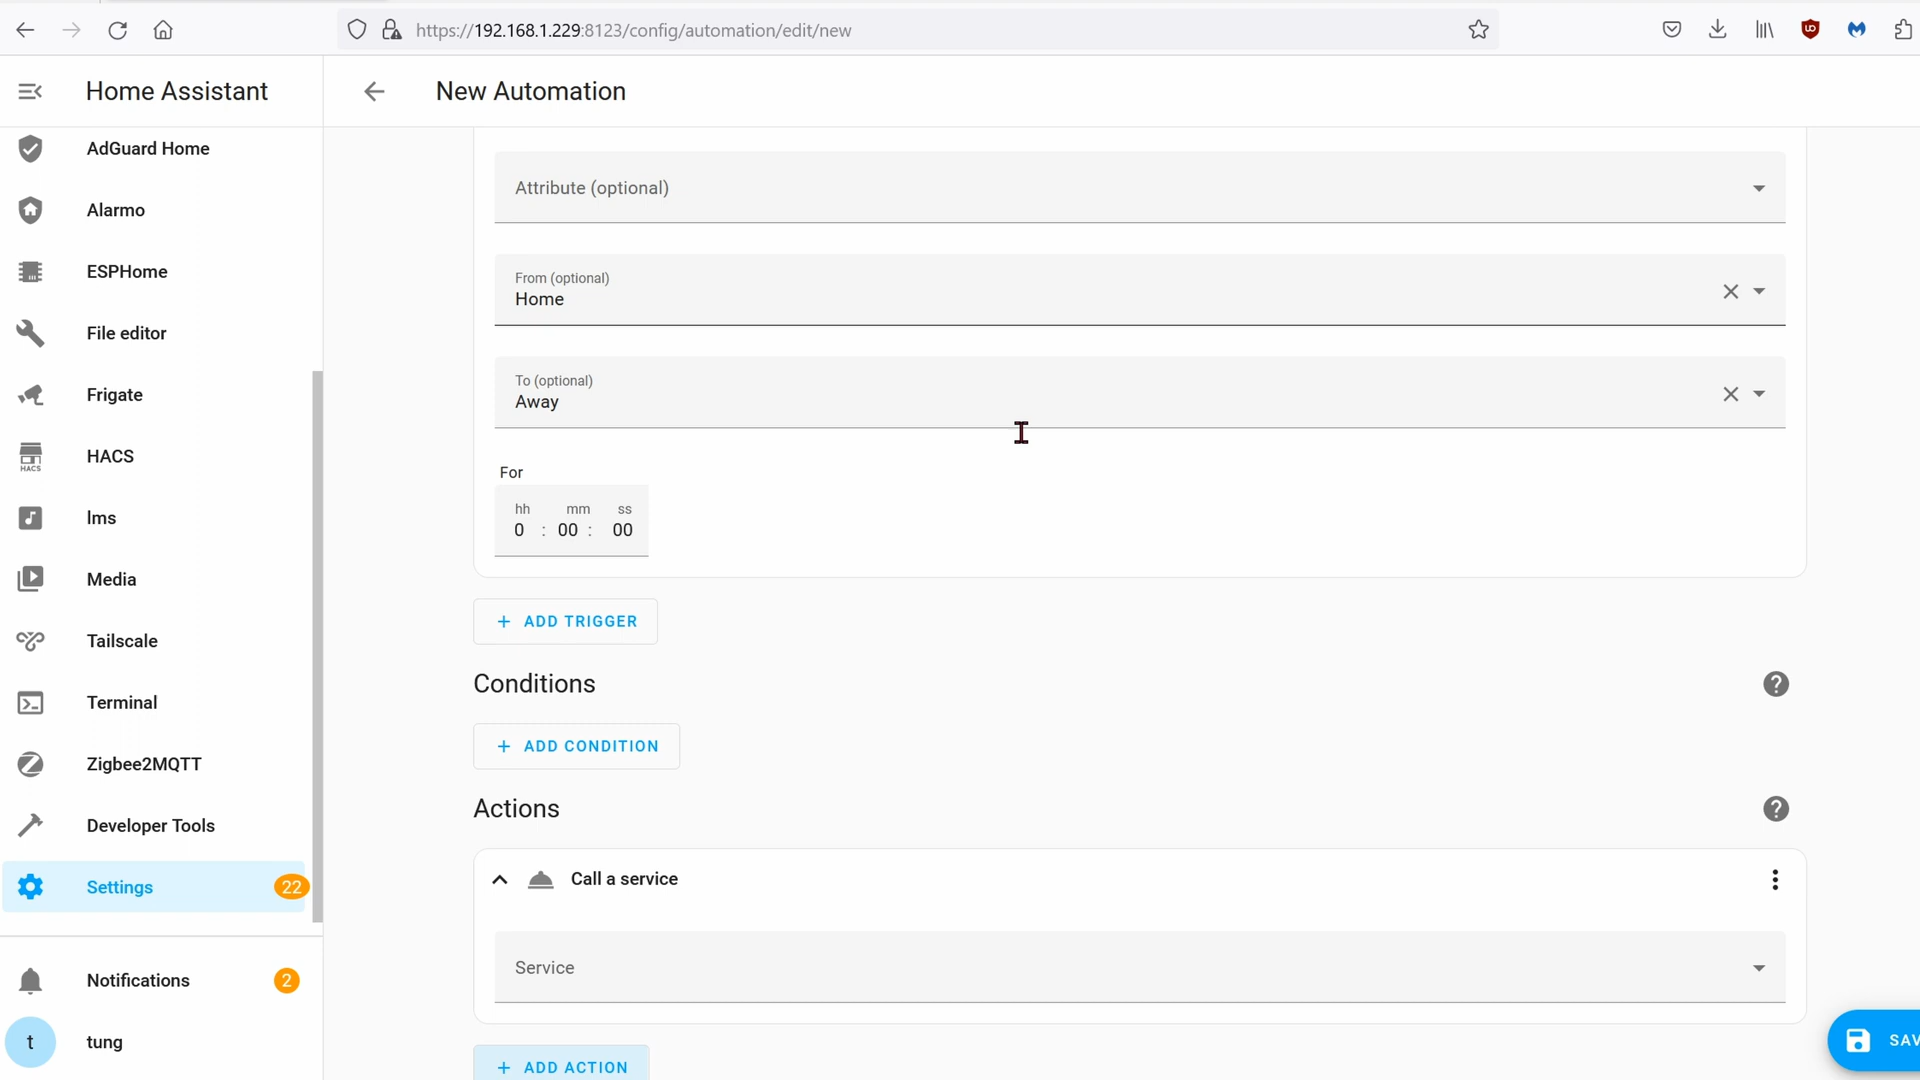 https://192.168.1.229:8123/config/automation/edit/new
Home Assistant
New Automation
AdGuard Home
Alarmo
ESPHome
File editor
Frigate
HACS
HACS
lms
Media
Tailscale
Terminal
Zigbee2MQTT
Developer Tools
Settings
22
Notifications
2
t
tung
Attribute (optional)
From (optional)
Home
To (optional)
Away
For
hh mm ss
0 : 00 : 00
+ ADD TRIGGER
Conditions
?
+ ADD CONDITION
Actions
?
Call a service
Service
+ ADD ACTION
SAV